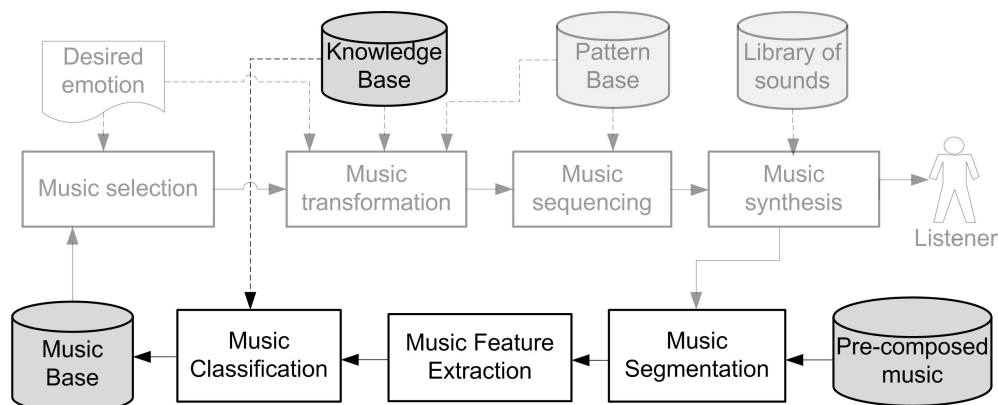 Desired
emotion
Knowledge
Base
Pattern
Base
Library of
sounds
Music selection
Music
transformation
Music
sequencing
Music
synthesis
Listener
Music
Base
Music
Classification
Music Feature
Extraction
Music
Segmentation
Pre-composed
music